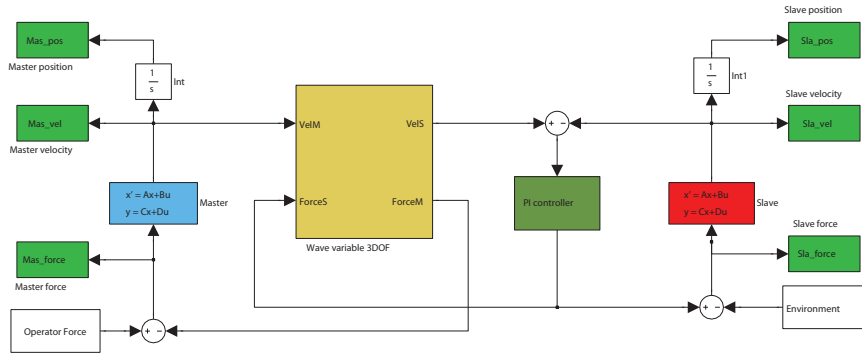 Slave position
Mas_pos
Sla_pos
Master position
1
s
Int
1
s
Int1
Slave velocity
Mas_vel
VelM
VelS
+ −
Sla_vel
Master velocity
x' = Ax+Bu
y = Cx+Du
Master
ForceS
ForceM
PI controller
x' = Ax+Bu
y = Cx+Du
Slave
Slave force
Wave variable 3DOF
Mas_force
Sla_force
Master force
Operator Force
+ −
+ −
Environment